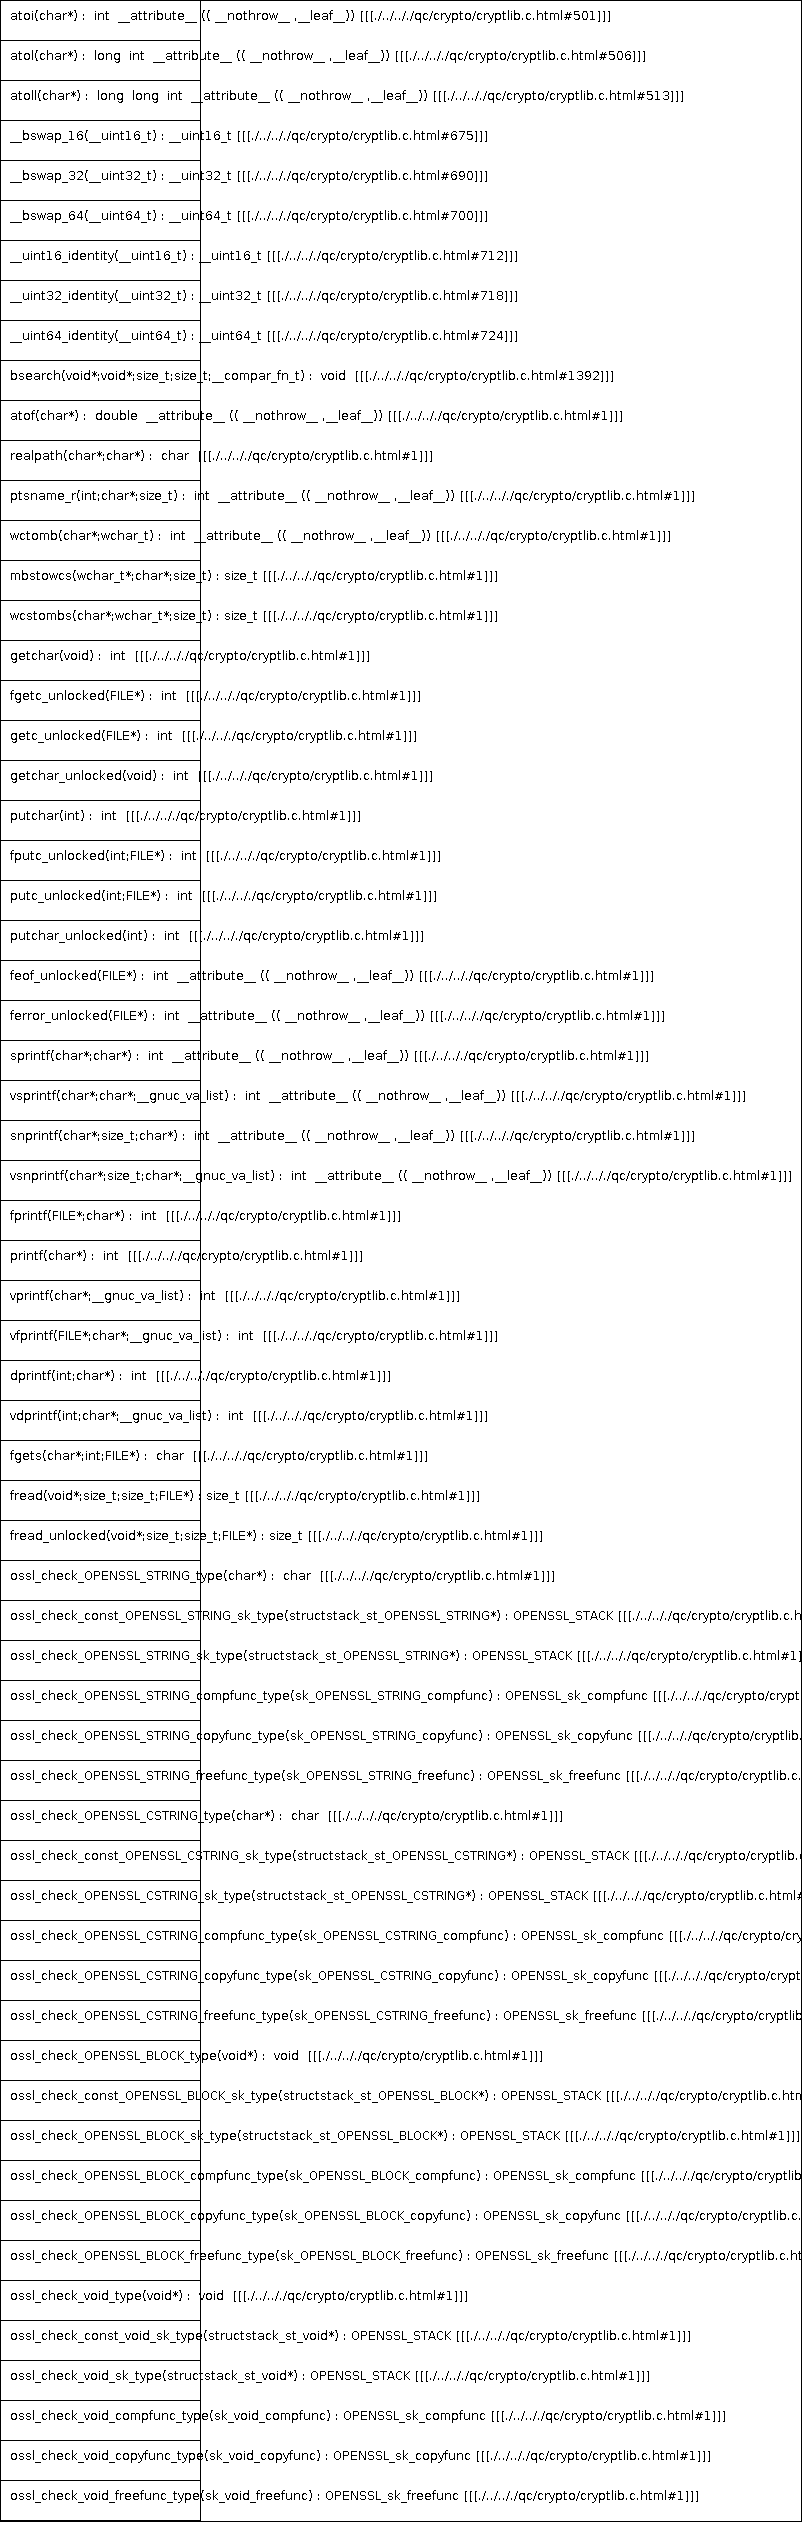 atoi(char*) : int __attribute__ (( __nothrow__ ,__leaf__)) [[[./../.././qc/crypto/cryptlib.c.html#501]]]
atol(char*) : long int __attribute__ (( __nothrow__ ,__leaf__)) [[[./../.././qc/crypto/cryptlib.c.html#506]]]
atoll(char*) : long long int __attribute__ (( __nothrow__ ,__leaf__)) [[[./../.././qc/crypto/cryptlib.c.html#513]]]
__bswap_16(__uint16_t) : __uint16_t [[[./../.././qc/crypto/cryptlib.c.html#675]]]
__bswap_32(__uint32_t) : __uint32_t [[[./../.././qc/crypto/cryptlib.c.html#690]]]
__bswap_64(__uint64_t) : __uint64_t [[[./../.././qc/crypto/cryptlib.c.html#700]]]
__uint16_identity(__uint16_t) : __uint16_t [[[./../.././qc/crypto/cryptlib.c.html#712]]]
__uint32_identity(__uint32_t) : __uint32_t [[[./../.././qc/crypto/cryptlib.c.html#718]]]
__uint64_identity(__uint64_t) : __uint64_t [[[./../.././qc/crypto/cryptlib.c.html#724]]]
bsearch(void*;void*;size_t;size_t;__compar_fn_t) : void [[[./../.././qc/crypto/cryptlib.c.html#1392]]]
atof(char*) : double __attribute__ (( __nothrow__ ,__leaf__)) [[[./../.././qc/crypto/cryptlib.c.html#1]]]
realpath(char*;char*) : char [[[./../.././qc/crypto/cryptlib.c.html#1]]]
ptsname_r(int;char*;size_t) : int __attribute__ (( __nothrow__ ,__leaf__)) [[[./../.././qc/crypto/cryptlib.c.html#1]]]
wctomb(char*;wchar_t) : int __attribute__ (( __nothrow__ ,__leaf__)) [[[./../.././qc/crypto/cryptlib.c.html#1]]]
mbstowcs(wchar_t*;char*;size_t) : size_t [[[./../.././qc/crypto/cryptlib.c.html#1]]]
wcstombs(char*;wchar_t*;size_t) : size_t [[[./../.././qc/crypto/cryptlib.c.html#1]]]
getchar(void) : int [[[./../.././qc/crypto/cryptlib.c.html#1]]]
fgetc_unlocked(FILE*) : int [[[./../.././qc/crypto/cryptlib.c.html#1]]]
getc_unlocked(FILE*) : int [[[./../.././qc/crypto/cryptlib.c.html#1]]]
getchar_unlocked(void) : int [[[./../.././qc/crypto/cryptlib.c.html#1]]]
putchar(int) : int [[[./../.././qc/crypto/cryptlib.c.html#1]]]
fputc_unlocked(int;FILE*) : int [[[./../.././qc/crypto/cryptlib.c.html#1]]]
putc_unlocked(int;FILE*) : int [[[./../.././qc/crypto/cryptlib.c.html#1]]]
putchar_unlocked(int) : int [[[./../.././qc/crypto/cryptlib.c.html#1]]]
feof_unlocked(FILE*) : int __attribute__ (( __nothrow__ ,__leaf__)) [[[./../.././qc/crypto/cryptlib.c.html#1]]]
ferror_unlocked(FILE*) : int __attribute__ (( __nothrow__ ,__leaf__)) [[[./../.././qc/crypto/cryptlib.c.html#1]]]
sprintf(char*;char*) : int __attribute__ (( __nothrow__ ,__leaf__)) [[[./../.././qc/crypto/cryptlib.c.html#1]]]
vsprintf(char*;char*;__gnuc_va_list) : int __attribute__ (( __nothrow__ ,__leaf__)) [[[./../.././qc/crypto/cryptlib.c.html#1]]]
snprintf(char*;size_t;char*) : int __attribute__ (( __nothrow__ ,__leaf__)) [[[./../.././qc/crypto/cryptlib.c.html#1]]]
vsnprintf(char*;size_t;char*;__gnuc_va_list) : int __attribute__ (( __nothrow__ ,__leaf__)) [[[./../.././qc/crypto/cryptlib.c.html#1]]]
fprintf(FILE*;char*) : int [[[./../.././qc/crypto/cryptlib.c.html#1]]]
printf(char*) : int [[[./../.././qc/crypto/cryptlib.c.html#1]]]
vprintf(char*;__gnuc_va_list) : int [[[./../.././qc/crypto/cryptlib.c.html#1]]]
vfprintf(FILE*;char*;__gnuc_va_list) : int [[[./../.././qc/crypto/cryptlib.c.html#1]]]
dprintf(int;char*) : int [[[./../.././qc/crypto/cryptlib.c.html#1]]]
vdprintf(int;char*;__gnuc_va_list) : int [[[./../.././qc/crypto/cryptlib.c.html#1]]]
fgets(char*;int;FILE*) : char [[[./../.././qc/crypto/cryptlib.c.html#1]]]
fread(void*;size_t;size_t;FILE*) : size_t [[[./../.././qc/crypto/cryptlib.c.html#1]]]
fread_unlocked(void*;size_t;size_t;FILE*) : size_t [[[./../.././qc/crypto/cryptlib.c.html#1]]]
ossl_check_OPENSSL_STRING_type(char*) : char [[[./../.././qc/crypto/cryptlib.c.html#1]]]
ossl_check_const_OPENSSL_STRING_sk_type(structstack_st_OPENSSL_STRING*) : OPENSSL_STACK [[[./../.././qc/crypto/cryptlib.c.h
ossl_check_OPENSSL_STRING_sk_type(structstack_st_OPENSSL_STRING*) : OPENSSL_STACK [[[./../.././qc/crypto/cryptlib.c.html#1]
ossl_check_OPENSSL_STRING_compfunc_type(sk_OPENSSL_STRING_compfunc) : OPENSSL_sk_compfunc [[[./../.././qc/crypto/crypt
ossl_check_OPENSSL_STRING_copyfunc_type(sk_OPENSSL_STRING_copyfunc) : OPENSSL_sk_copyfunc [[[./../.././qc/crypto/cryptlib.
ossl_check_OPENSSL_STRING_freefunc_type(sk_OPENSSL_STRING_freefunc) : OPENSSL_sk_freefunc [[[./../.././qc/crypto/cryptlib.c.
ossl_check_OPENSSL_CSTRING_type(char*) : char [[[./../.././qc/crypto/cryptlib.c.html#1]]]
ossl_check_const_OPENSSL_CSTRING_sk_type(structstack_st_OPENSSL_CSTRING*) : OPENSSL_STACK [[[./../.././qc/crypto/cryptlib.c
ossl_check_OPENSSL_CSTRING_sk_type(structstack_st_OPENSSL_CSTRING*) : OPENSSL_STACK [[[./../.././qc/crypto/cryptlib.c.html#
ossl_check_OPENSSL_CSTRING_compfunc_type(sk_OPENSSL_CSTRING_compfunc) : OPENSSL_sk_compfunc [[[./../.././qc/crypto/cry
ossl_check_OPENSSL_CSTRING_copyfunc_type(sk_OPENSSL_CSTRING_copyfunc) : OPENSSL_sk_copyfunc [[[./../.././qc/crypto/crypt
ossl_check_OPENSSL_CSTRING_freefunc_type(sk_OPENSSL_CSTRING_freefunc) : OPENSSL_sk_freefunc [[[./../.././qc/crypto/cryptlib
ossl_check_OPENSSL_BLOCK_type(void*) : void [[[./../.././qc/crypto/cryptlib.c.html#1]]]
ossl_check_const_OPENSSL_BLOCK_sk_type(structstack_st_OPENSSL_BLOCK*) : OPENSSL_STACK [[[./../.././qc/crypto/cryptlib.c.htm
ossl_check_OPENSSL_BLOCK_sk_type(structstack_st_OPENSSL_BLOCK*) : OPENSSL_STACK [[[./../.././qc/crypto/cryptlib.c.html#1]]]
ossl_check_OPENSSL_BLOCK_compfunc_type(sk_OPENSSL_BLOCK_compfunc) : OPENSSL_sk_compfunc [[[./../.././qc/crypto/cryptlib
ossl_check_OPENSSL_BLOCK_copyfunc_type(sk_OPENSSL_BLOCK_copyfunc) : OPENSSL_sk_copyfunc [[[./../.././qc/crypto/cryptlib.c.
ossl_check_OPENSSL_BLOCK_freefunc_type(sk_OPENSSL_BLOCK_freefunc) : OPENSSL_sk_freefunc [[[./../.././qc/crypto/cryptlib.c.ht
ossl_check_void_type(void*) : void [[[./../.././qc/crypto/cryptlib.c.html#1]]]
ossl_check_const_void_sk_type(structstack_st_void*) : OPENSSL_STACK [[[./../.././qc/crypto/cryptlib.c.html#1]]]
ossl_check_void_sk_type(structstack_st_void*) : OPENSSL_STACK [[[./../.././qc/crypto/cryptlib.c.html#1]]]
ossl_check_void_compfunc_type(sk_void_compfunc) : OPENSSL_sk_compfunc [[[./../.././qc/crypto/cryptlib.c.html#1]]]
ossl_check_void_copyfunc_type(sk_void_copyfunc) : OPENSSL_sk_copyfunc [[[./../.././qc/crypto/cryptlib.c.html#1]]]
ossl_check_void_freefunc_type(sk_void_freefunc) : OPENSSL_sk_freefunc [[[./../.././qc/crypto/cryptlib.c.html#1]]]